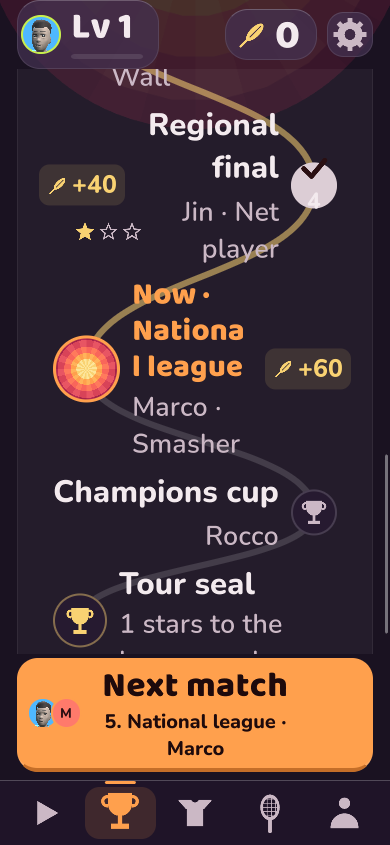 Lv 1
0
Wall
Regional
final
+40
4
Jin · Net
player
Now ·
Nationa
l league
+60
Marco ·
Smasher
Champions cup
Rocco
Tour seal
1 stars to the
Next match
M
5. National league ·
Marco